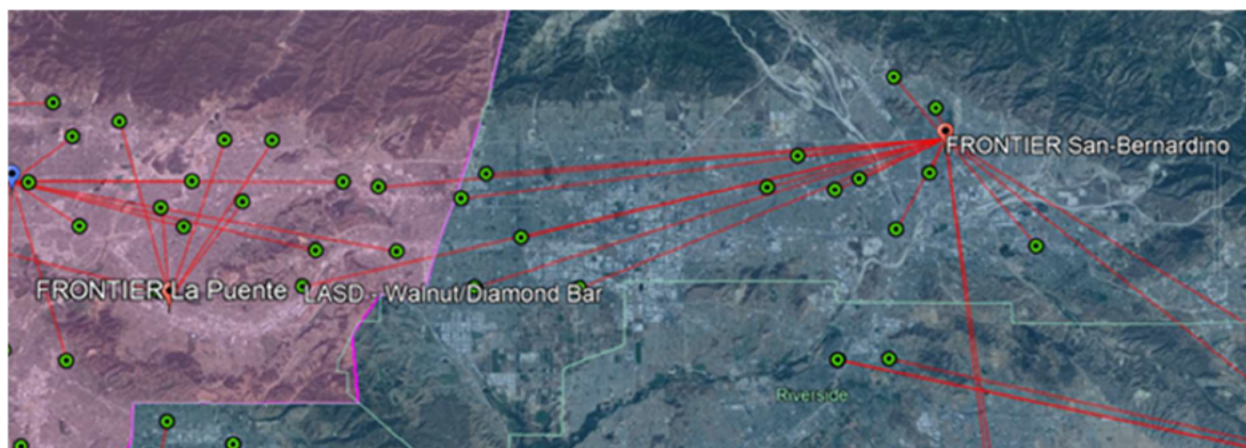 FRONTIER San-Bernardino
FRONTIER La Puente
LASD - Walnut/Diamond Bar
Riverside